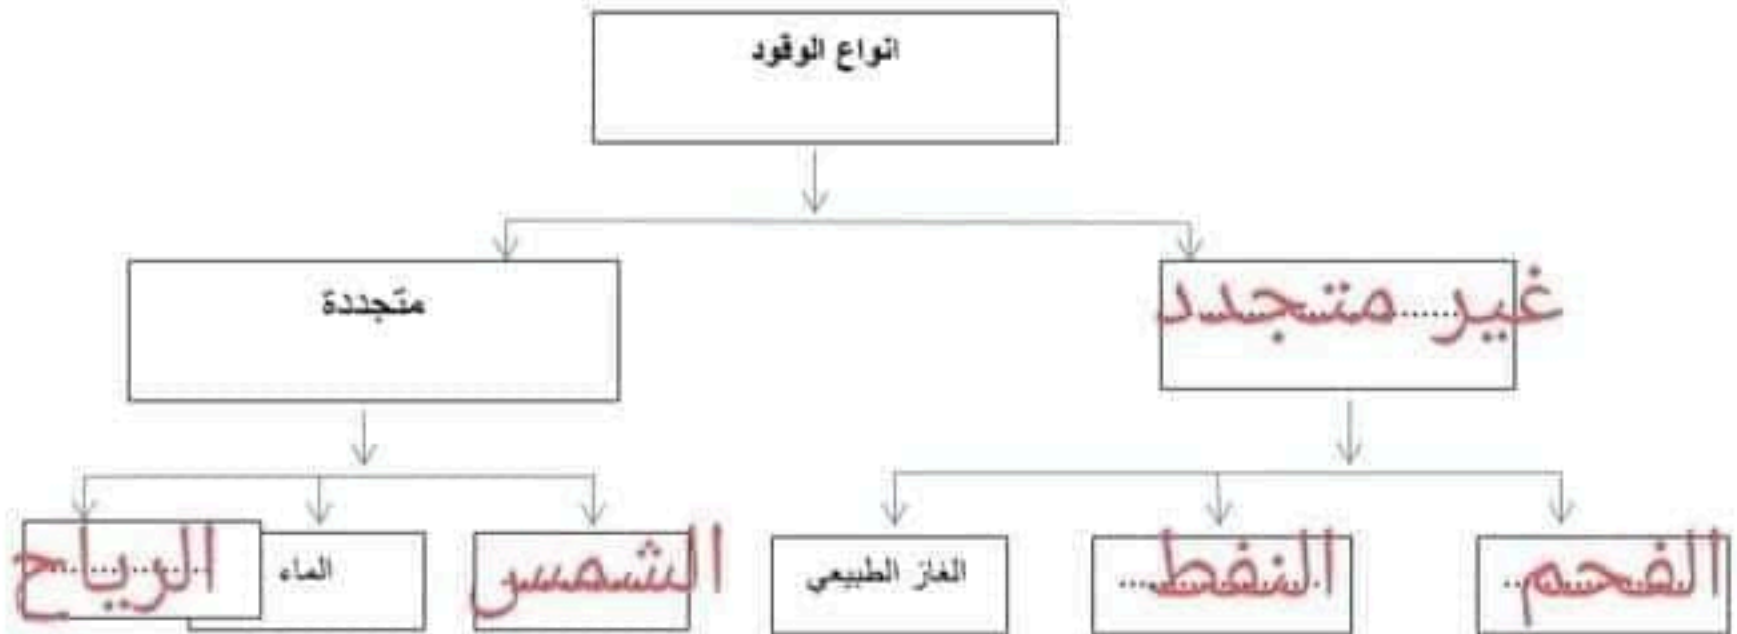 انواع الوقود
غير متجدد
متجددة
الفحم
النفط
الغاز الطبيعي
الشمس
الماء
الرياح